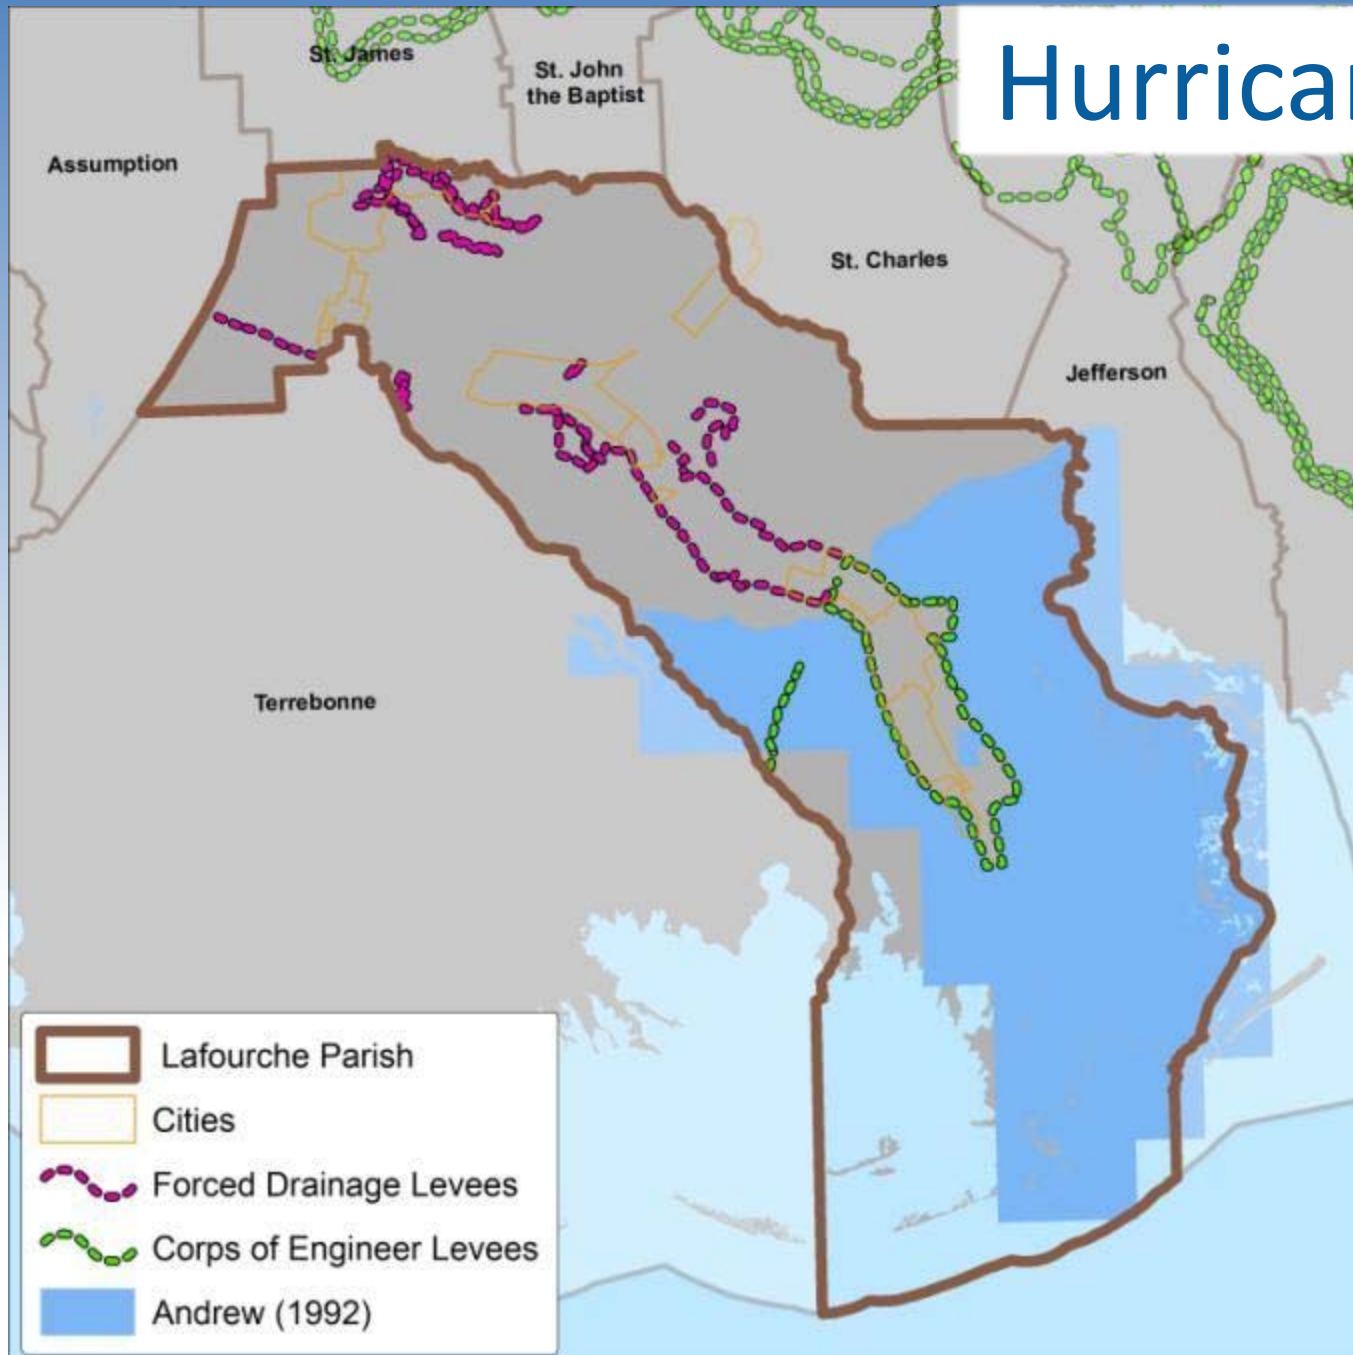 Hurrica
St. James
St. John
the Baptist
Assumption
St. Charles
Jefferson
Terrebonne
Lafourche Parish
Cities
Forced Drainage Levees
Corps of Engineer Levees
Andrew (1992)